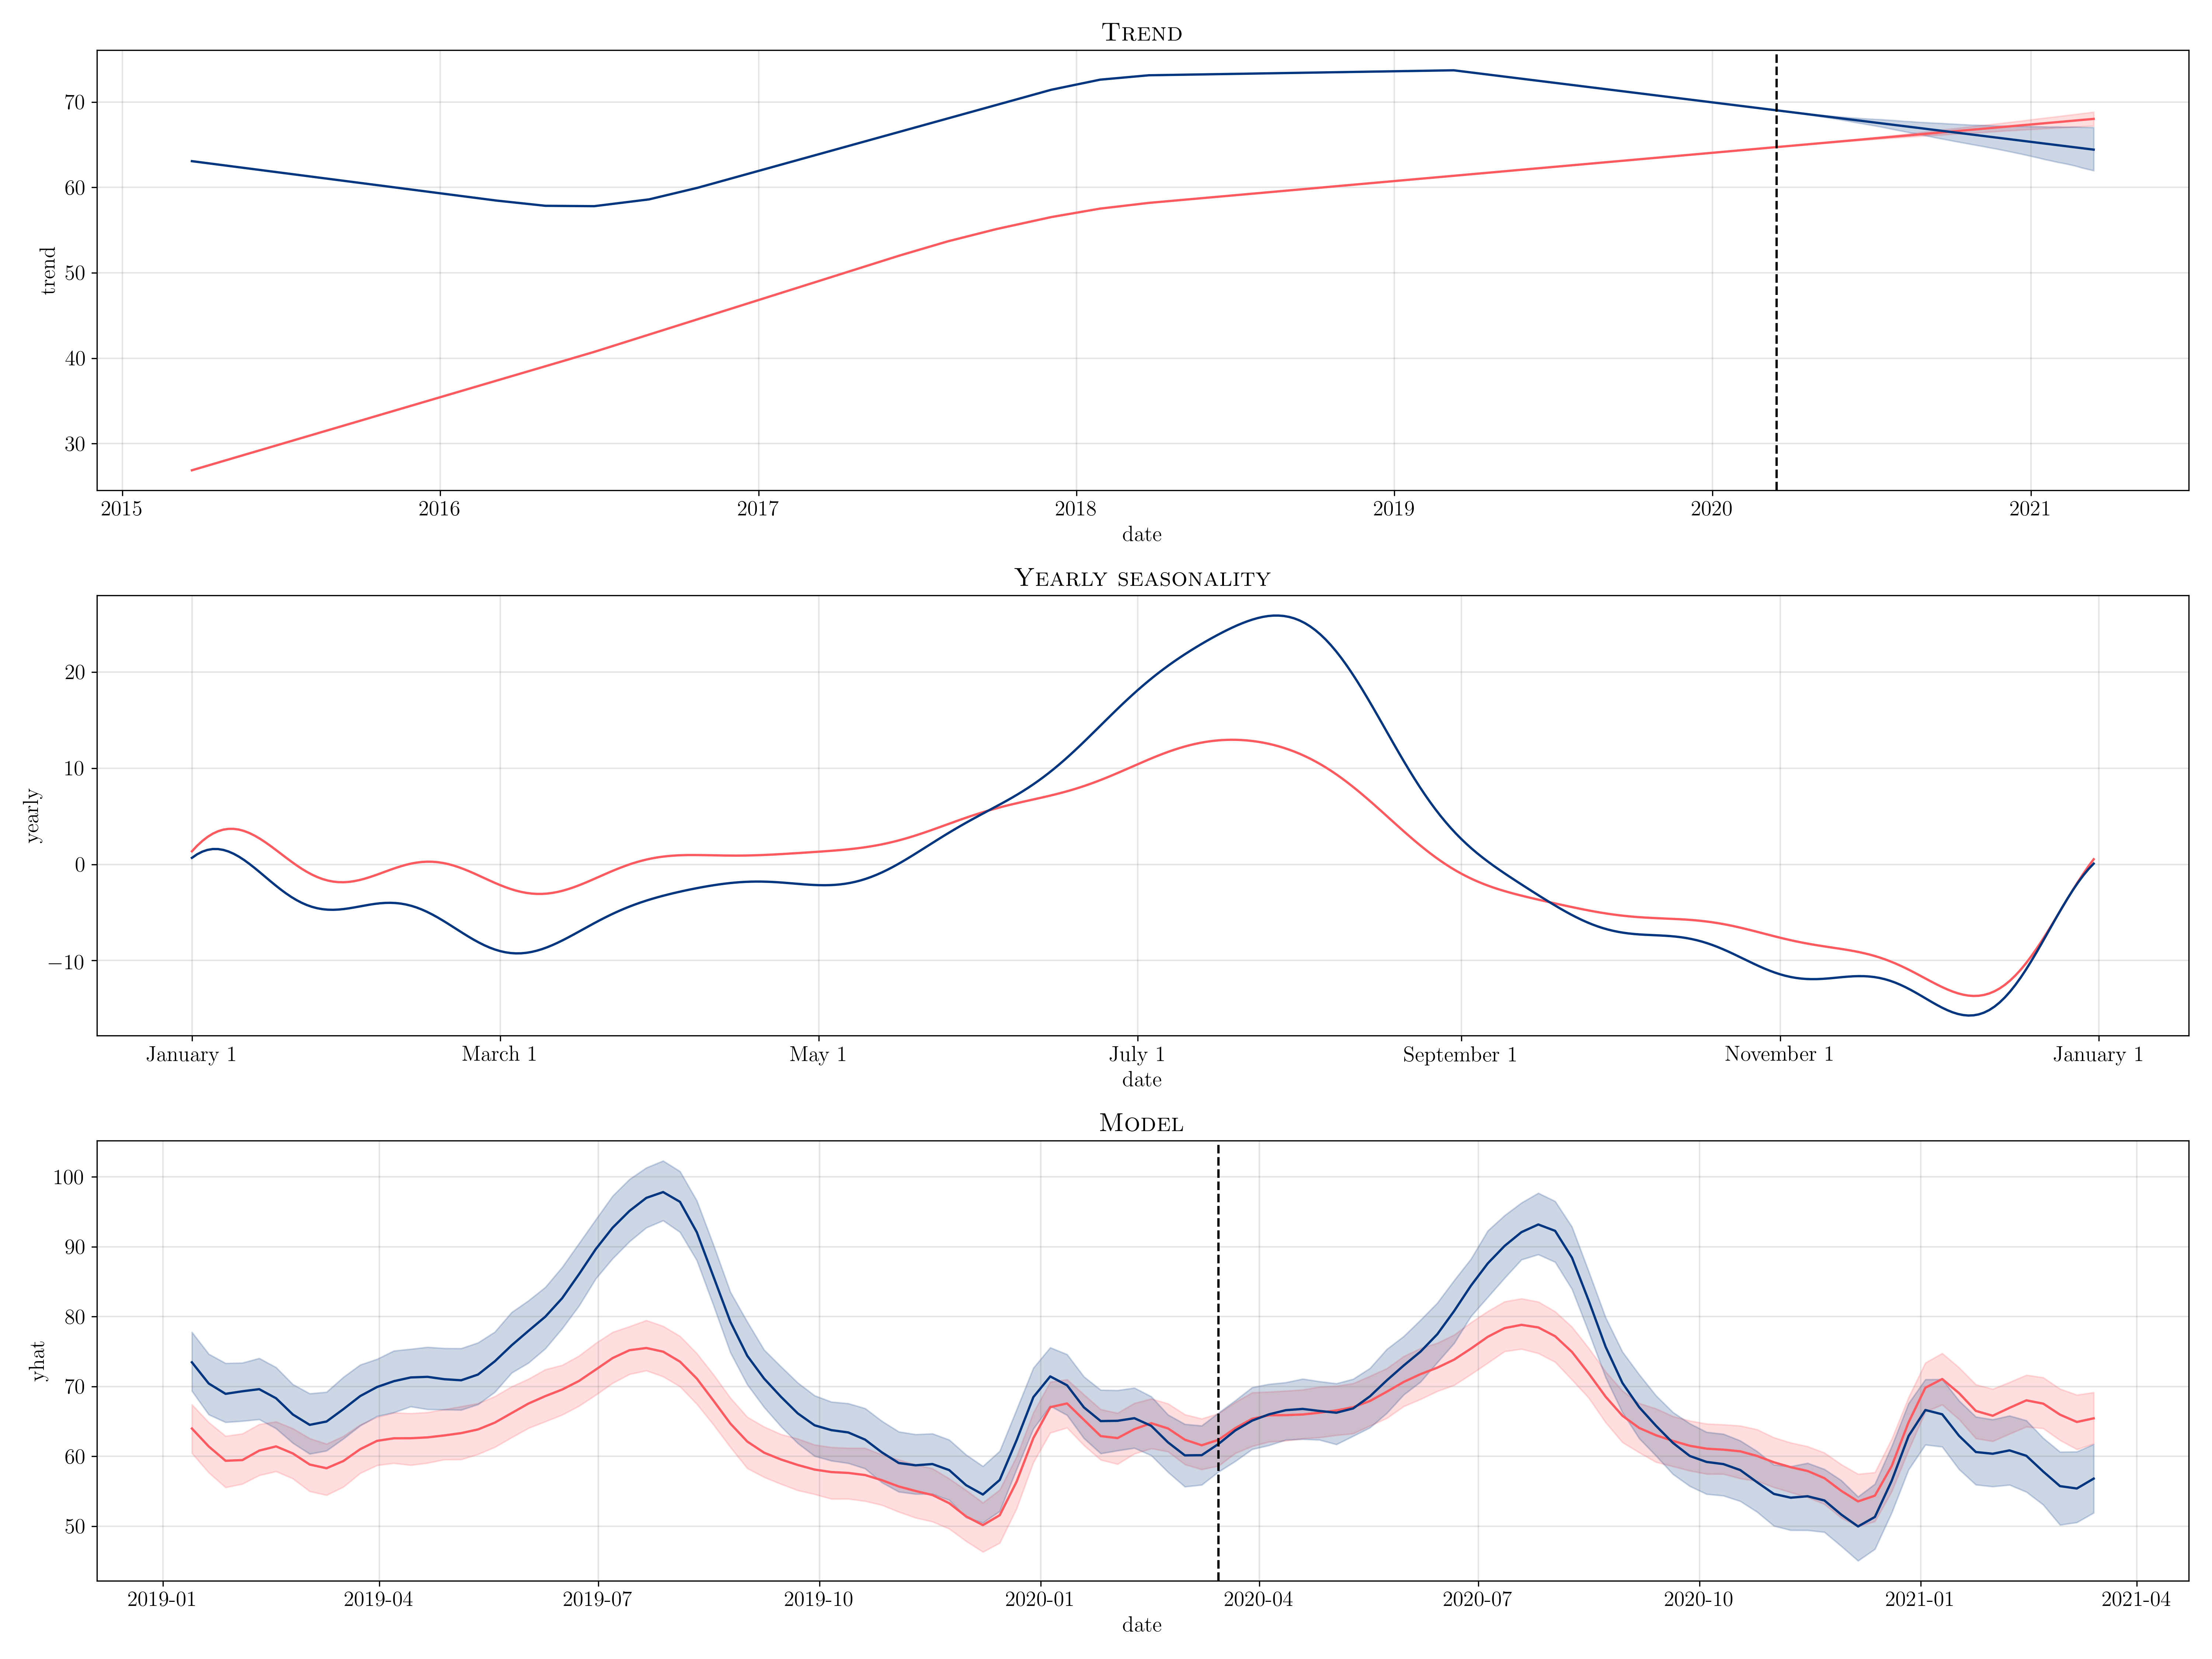 Trend
trend
70
60
50
40
30
2015 2016 2017 2018 2019 2020 2021
date
Yearly seasonality
yearly
20
10
0
−10
January 1 March 1 May 1 July 1 September 1 November 1 January 1
date
Model
yhat
100
90
80
70
60
50
2019-01 2019-04 2019-07 2019-10 2020-01 2020-04 2020-07 2020-10 2021-01 2021-04
date